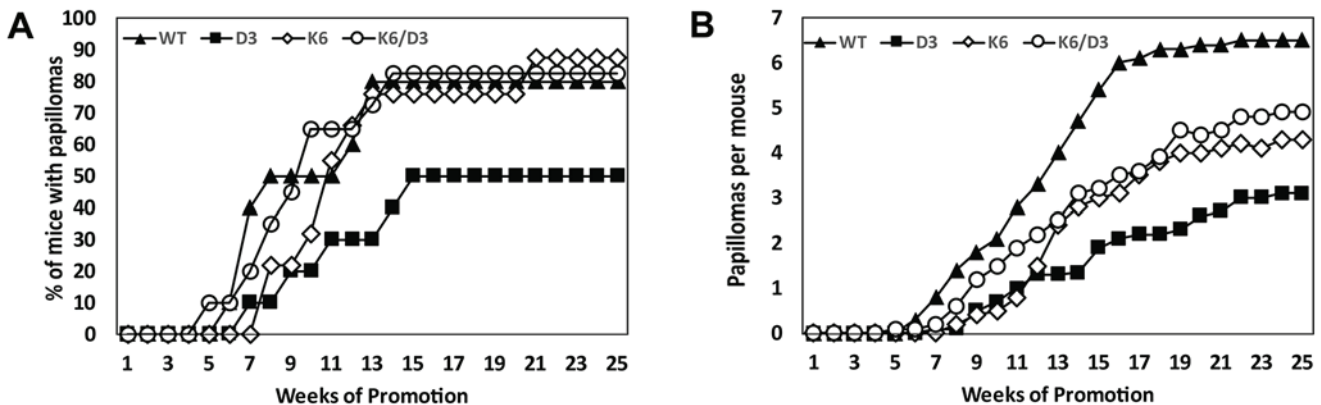 A
% of mice with papillomas
100
90
80
70
60
50
40
30
20
10
0
WT D3 K6 K6/D3
1 3 5 7 9 11 13 15 17 19 21 23 25
Weeks of Promotion
B
Papillomas per mouse
7
6
5
4
3
2
1
0
WT D3 K6 K6/D3
1 3 5 7 9 11 13 15 17 19 21 23 25
Weeks of Promotion